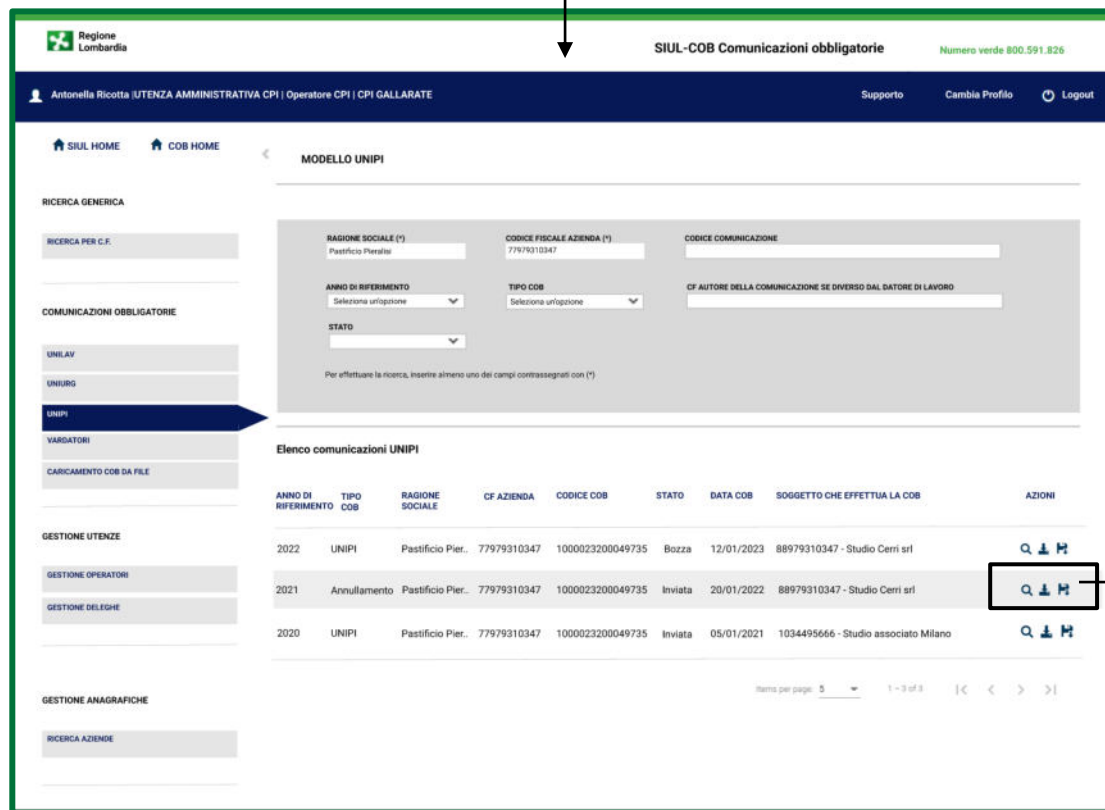 Regione
Lombardia
SIUL-COB Comunicazioni obbligatorie
Numero verde 800.591.826
Antonella Ricotta |UTENZA AMMINISTRATIVA CPI | Operatore CPI | CPI GALLARATE
Supporto
Cambia Profilo
Logout
SIUL HOME
COB HOME
MODELLO UNIPI
RICERCA GENERICA
RICERCA PER C.F.
COMUNICAZIONI OBBLIGATORIE
UNILAV
UNIURG
UNIPI
VARDATORI
CARICAMENTO COB DA FILE
GESTIONE UTENZE
GESTIONE OPERATORI
GESTIONE DELEGHE
GESTIONE ANAGRAFICHE
RICERCA AZIENDE
RAGIONE SOCIALE (*) CODICE FISCALE AZIENDA (*) CODICE COMUNICAZIONE
Pastificio Pieralisi 77979310347
ANNO DI RIFERIMENTO TIPO COB CF AUTORE DELLA COMUNICAZIONE SE DIVERSO DAL DATORE DI LAVORO
Seleziona un'opzione Seleziona un'opzione
STATO
Per effettuare la ricerca, inserire almeno uno dei campi contrassegnati con (*)
Elenco comunicazioni UNIPI
ANNO DI RIFERIMENTO TIPO COB RAGIONE SOCIALE CF AZIENDA CODICE COB STATO DATA COB SOGGETTO CHE EFFETTUA LA COB AZIONI
2022 UNIPI Pastificio Pier.. 77979310347 1000023200049735 Bozza 12/01/2023 88979310347 - Studio Cerri srl
2021 Annullamento Pastificio Pier.. 77979310347 1000023200049735 Inviata 20/01/2022 88979310347 - Studio Cerri srl
2020 UNIPI Pastificio Pier.. 77979310347 1000023200049735 Inviata 05/01/2021 1034495666 - Studio associato Milano
Items per page: 5 1 – 3 of 3